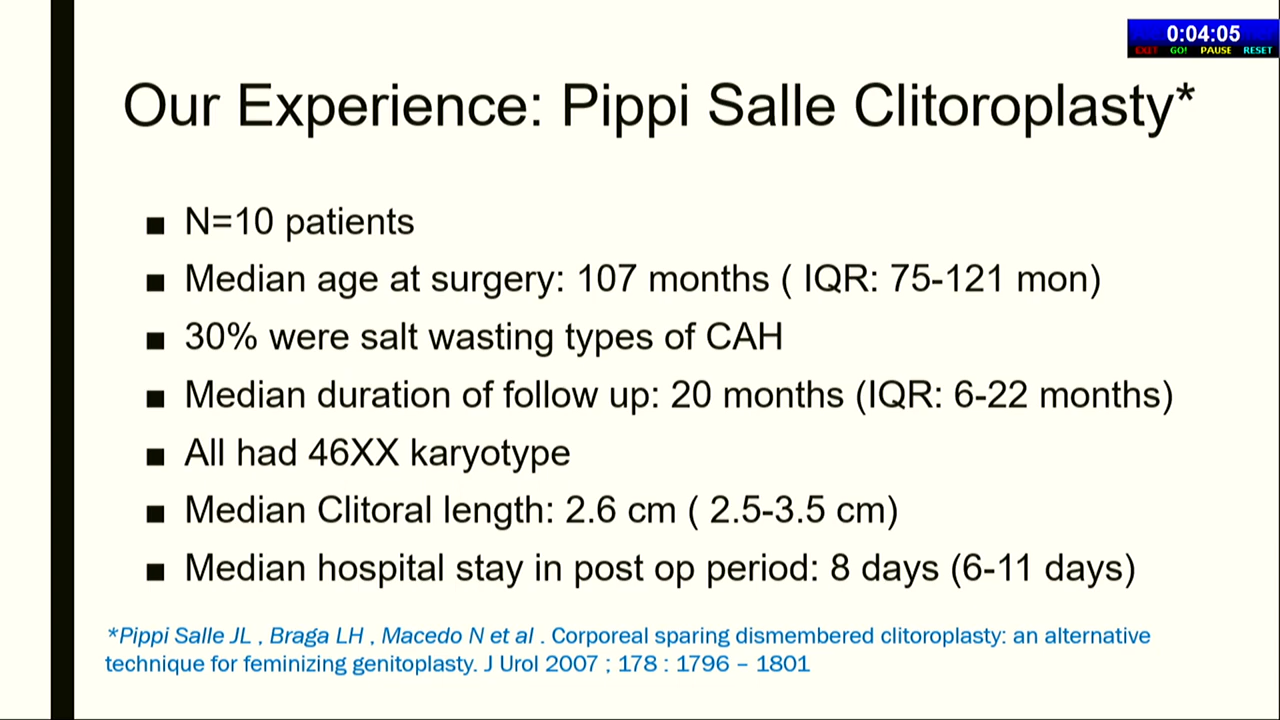 0:04:05
EXIT GO! PAUSE RESET
Our Experience: Pippi Salle Clitoroplasty*
■ N=10 patients
■ Median age at surgery: 107 months ( IQR: 75-121 mon)
■ 30% were salt wasting types of CAH
■ Median duration of follow up: 20 months (IQR: 6-22 months)
■ All had 46XX karyotype
■ Median Clitoral length: 2.6 cm ( 2.5-3.5 cm)
■ Median hospital stay in post op period: 8 days (6-11 days)
*Pippi Salle JL , Braga LH , Macedo N et al . Corporeal sparing dismembered clitoroplasty: an alternative
technique for feminizing genitoplasty. J Urol 2007 ; 178 : 1796 – 1801